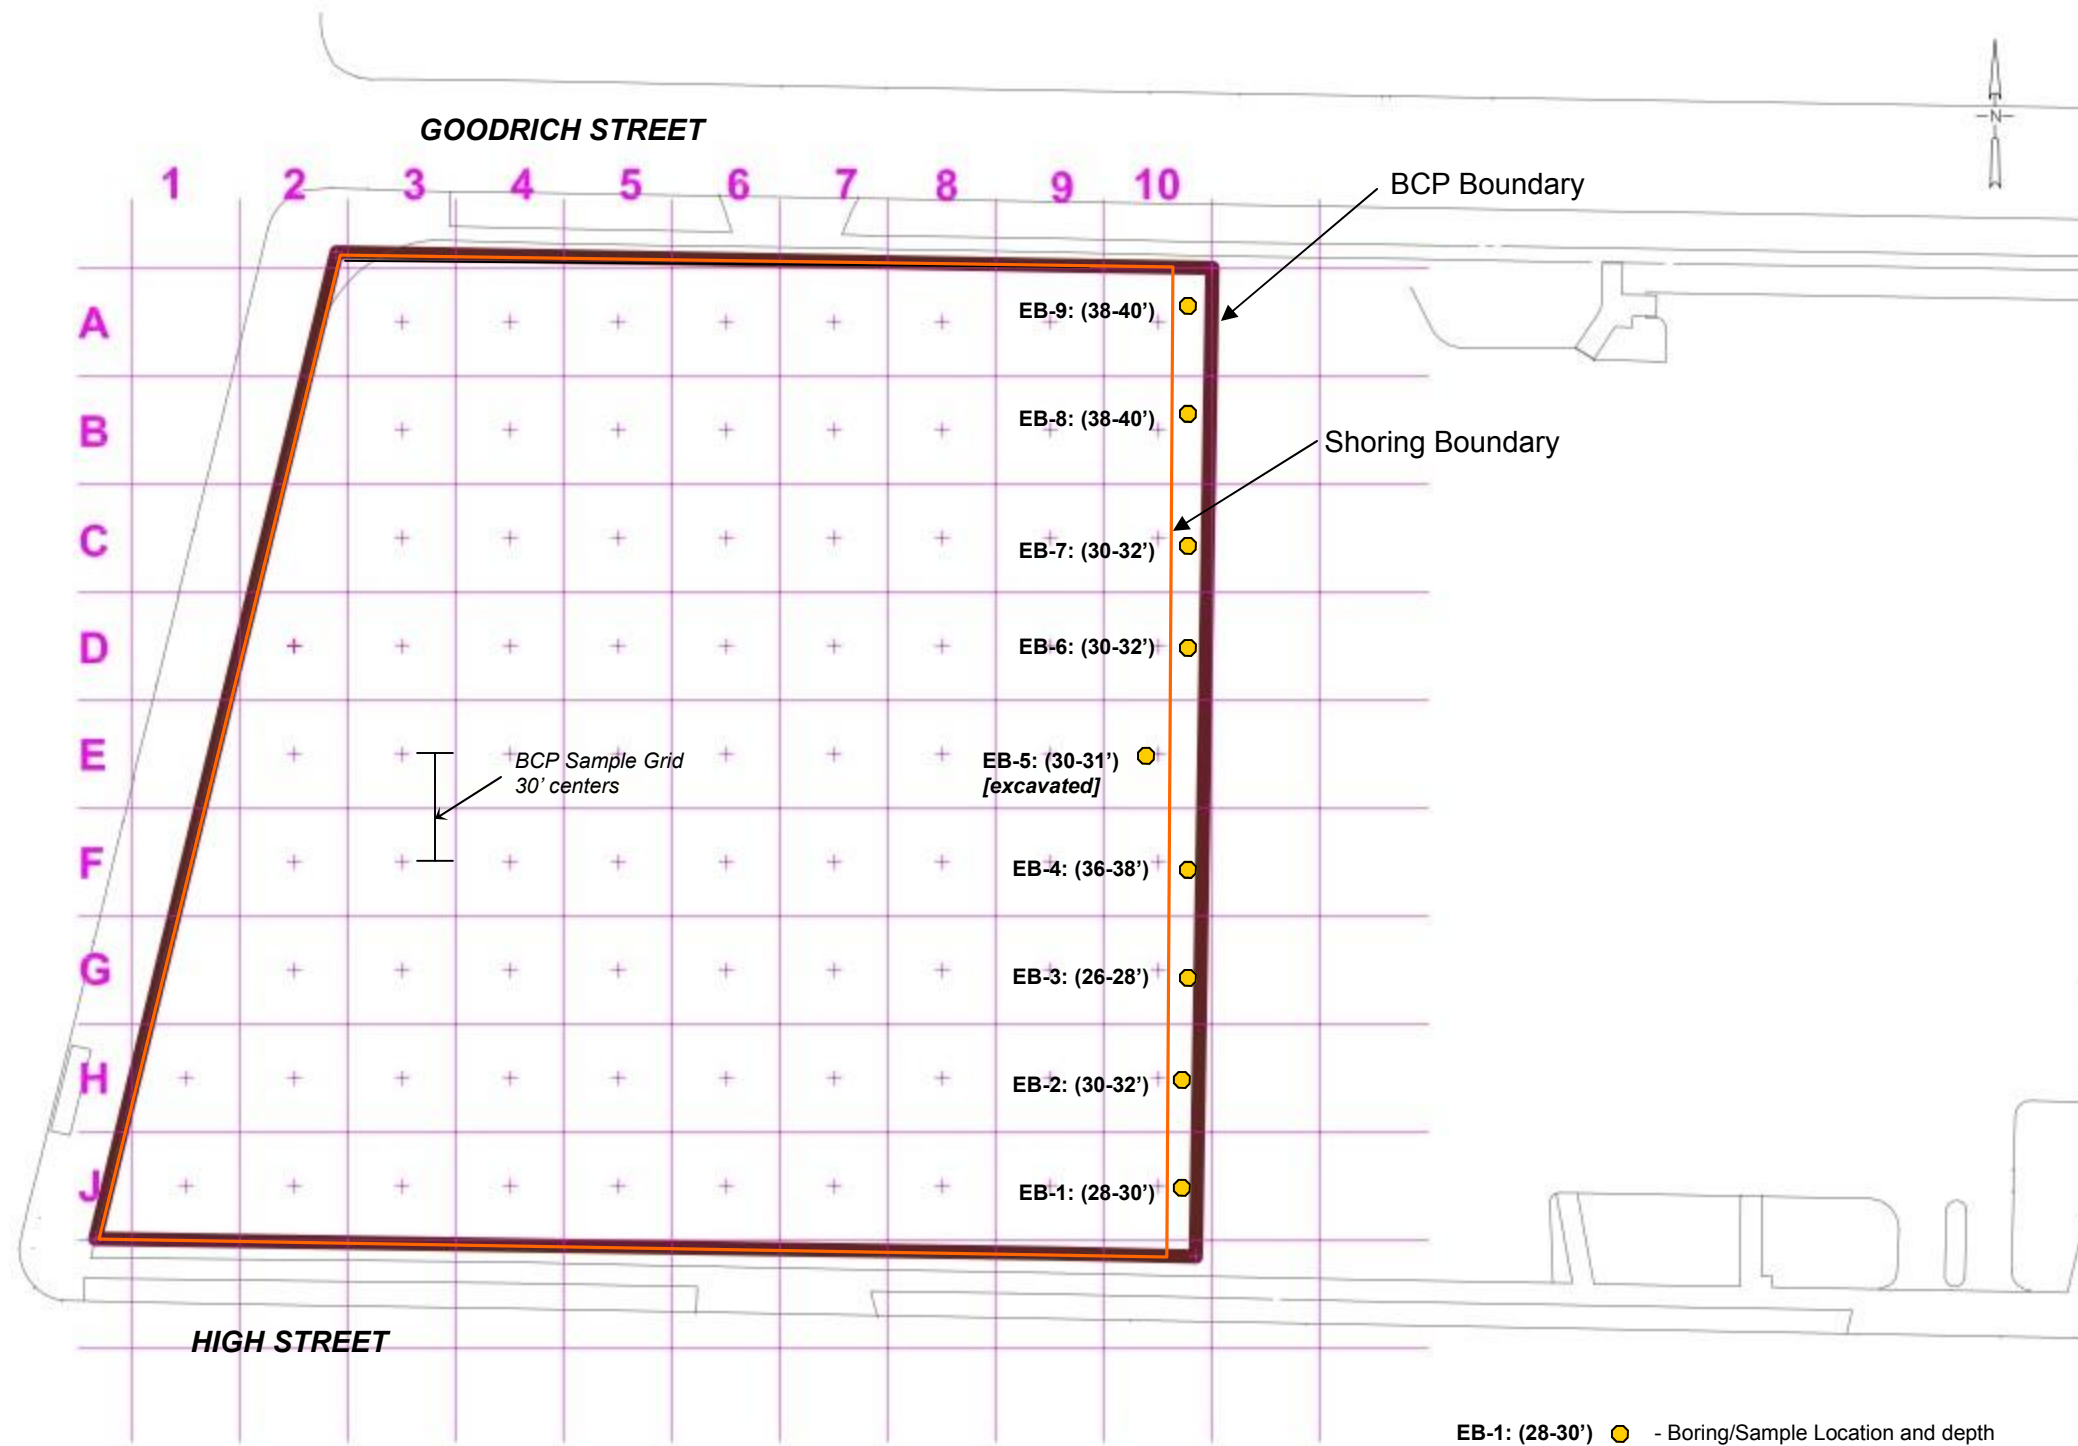 GOODRICH STREET
N
1 2 3 4 5 6 7 8 9 10
BCP Boundary
A
EB-9: (38-40’)
B
EB-8: (38-40’)
Shoring Boundary
C
EB-7: (30-32’)
D
EB-6: (30-32’)
E
BCP Sample Grid
30’ centers
EB-5: (30-31’)
[excavated]
F
EB-4: (36-38’)
G
EB-3: (26-28’)
H
EB-2: (30-32’)
J
EB-1: (28-30’)
HIGH STREET
EB-1: (28-30’) - Boring/Sample Location and depth